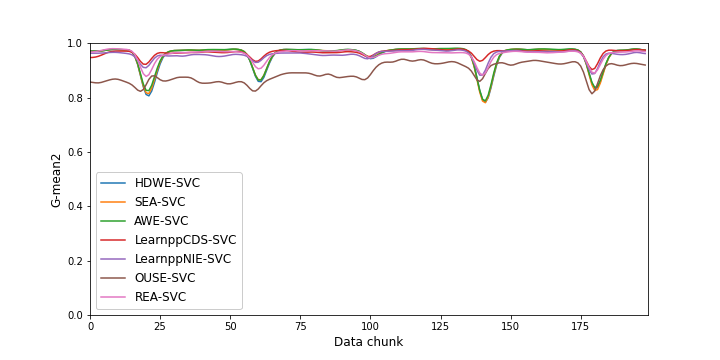 1.0
0.8
0.6
0.4
0.2
0.0
G-mean2
HDWE-SVC
SEA-SVC
AWE-SVC
LearnppCDS-SVC
LearnppNIE-SVC
OUSE-SVC
REA-SVC
0 25 50 75 100 125 150 175
Data chunk